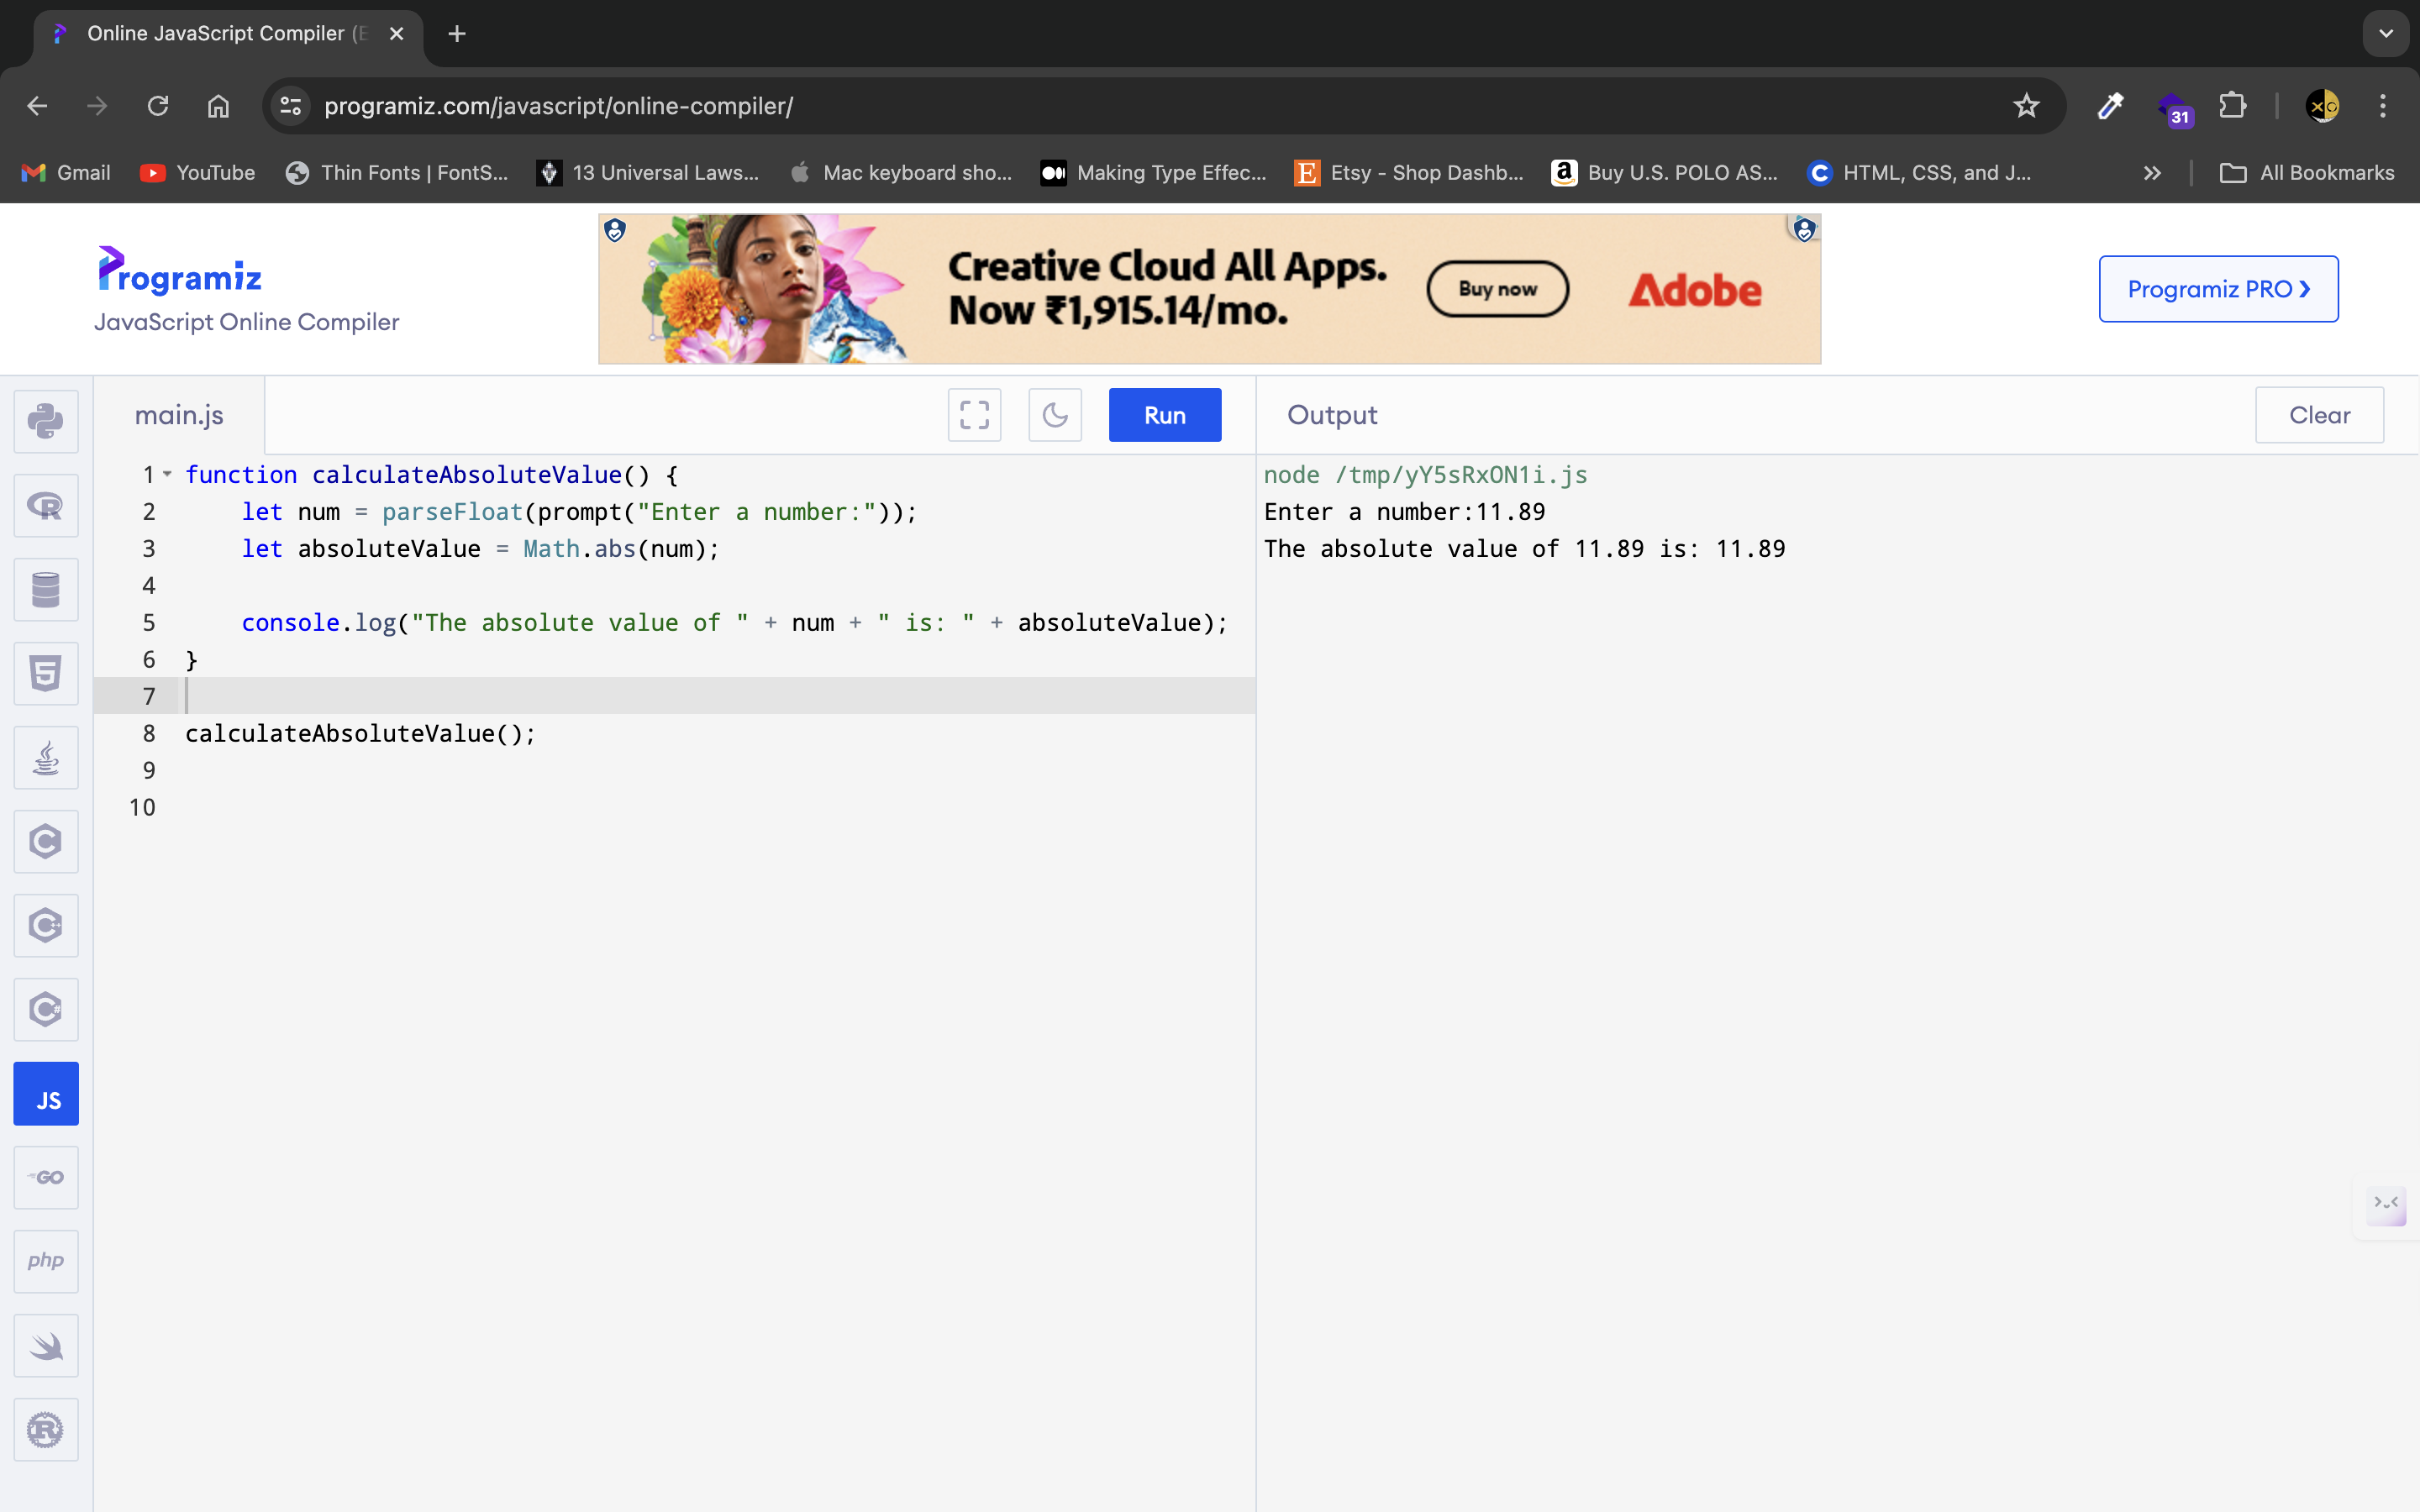 Online JavaScript Compiler (E
programiz.com/javascript/online-compiler/
31
Gmail
YouTube
Thin Fonts | FontS...
13 Universal Laws...
Mac keyboard sho...
Making Type Effec...
Etsy - Shop Dashb...
Buy U.S. POLO AS...
HTML, CSS, and J...
All Bookmarks
Programiz
JavaScript Online Compiler
Creative Cloud All Apps.
Now ₹1,915.14/mo.
Buy now
Adobe
Programiz PRO ›
main.js
Run
Output
Clear
1 function calculateAbsoluteValue() {
2     let num = parseFloat(prompt("Enter a number:"));
3     let absoluteValue = Math.abs(num);
4
5     console.log("The absolute value of " + num + " is: " + absoluteValue);
6 }
7
8 calculateAbsoluteValue();
9
10
node /tmp/yY5sRxON1i.js
Enter a number:11.89
The absolute value of 11.89 is: 11.89
JS
GO
php